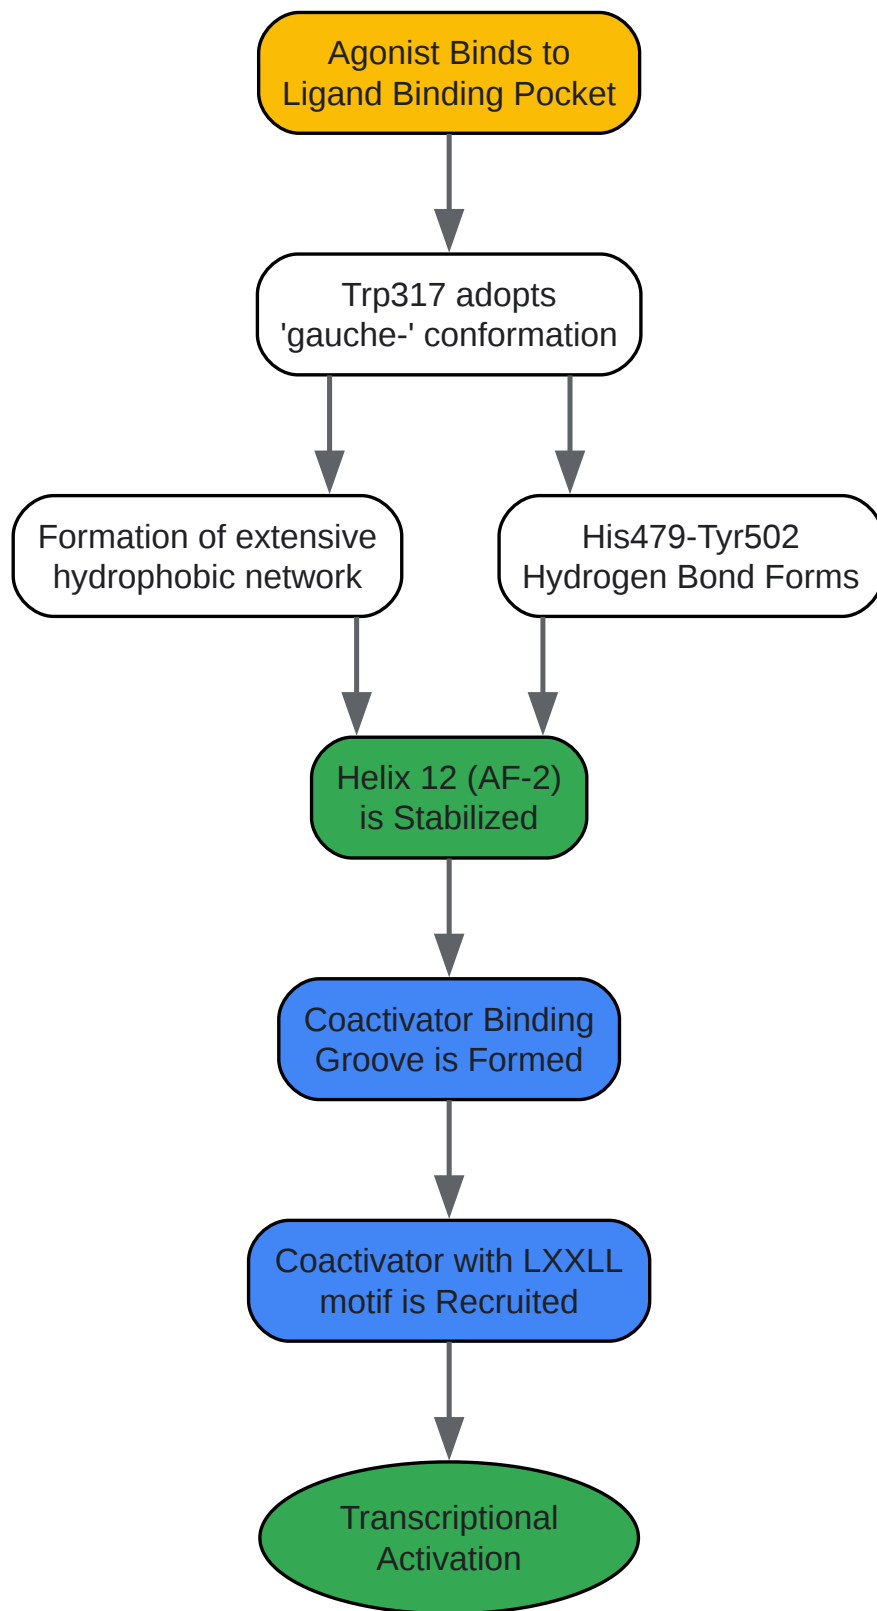 Agonist Binds to
Ligand Binding Pocket
Trp317 adopts
'gauche-' conformation
Formation of extensive
hydrophobic network
His479-Tyr502
Hydrogen Bond Forms
Helix 12 (AF-2)
is Stabilized
Coactivator Binding
Groove is Formed
Coactivator with LXXLL
motif is Recruited
Transcriptional
Activation